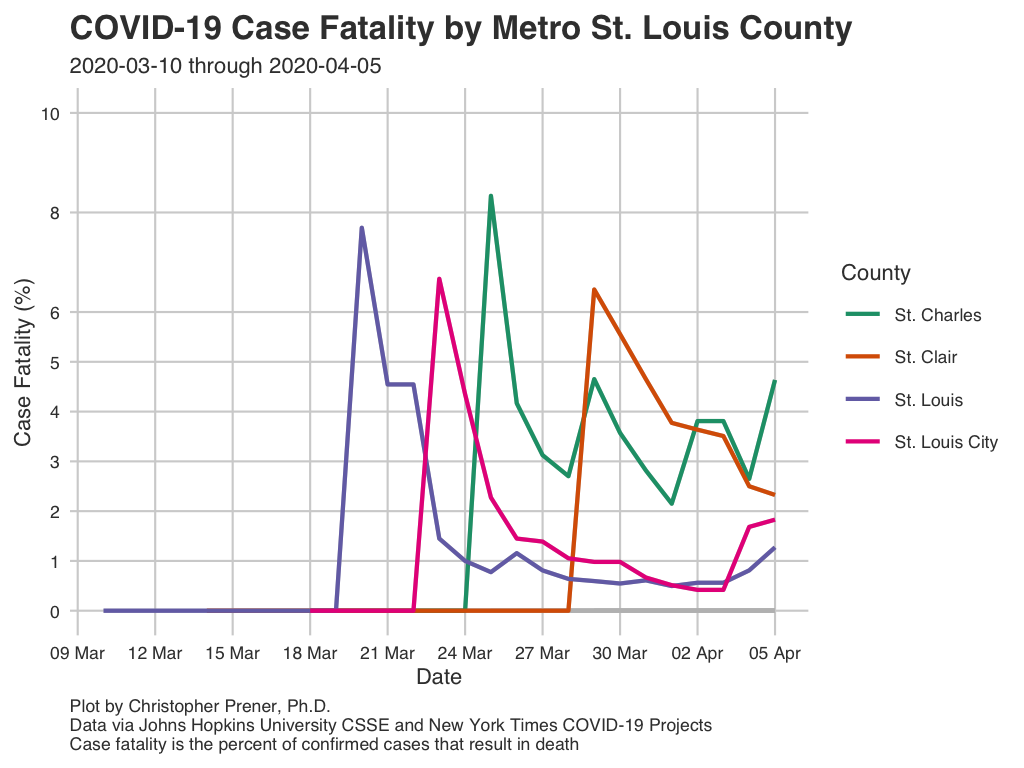 COVID-19 Case Fatality by Metro St. Louis County
2020-03-10 through 2020-04-05
Case Fatality (%)
10
8
6
5
4
3
2
1
0
09 Mar
12 Mar
15 Mar
18 Mar
21 Mar
24 Mar
27 Mar
30 Mar
02 Apr
05 Apr
Date
County
St. Charles
St. Clair
St. Louis
St. Louis City
Plot by Christopher Prener, Ph.D.
Data via Johns Hopkins University CSSE and New York Times COVID-19 Projects
Case fatality is the percent of confirmed cases that result in death